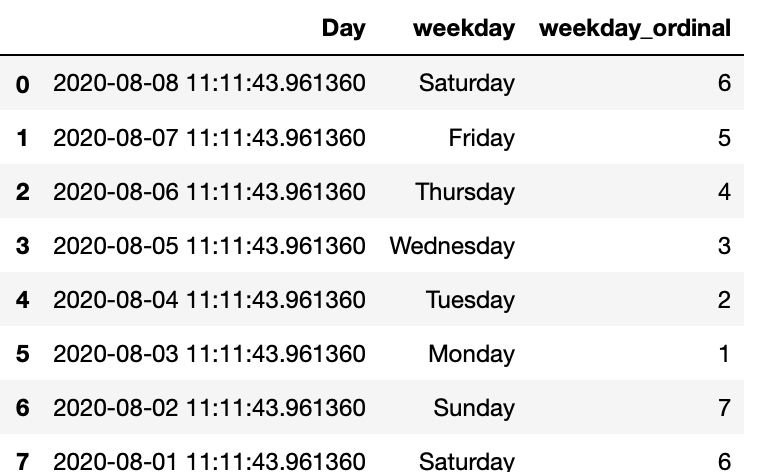 Day weekday weekday_ordinal
0 2020-08-08 11:11:43.961360 Saturday 6
1 2020-08-07 11:11:43.961360 Friday 5
2 2020-08-06 11:11:43.961360 Thursday 4
3 2020-08-05 11:11:43.961360 Wednesday 3
4 2020-08-04 11:11:43.961360 Tuesday 2
5 2020-08-03 11:11:43.961360 Monday 1
6 2020-08-02 11:11:43.961360 Sunday 7
7 2020-08-01 11:11:43.961360 Saturday 6